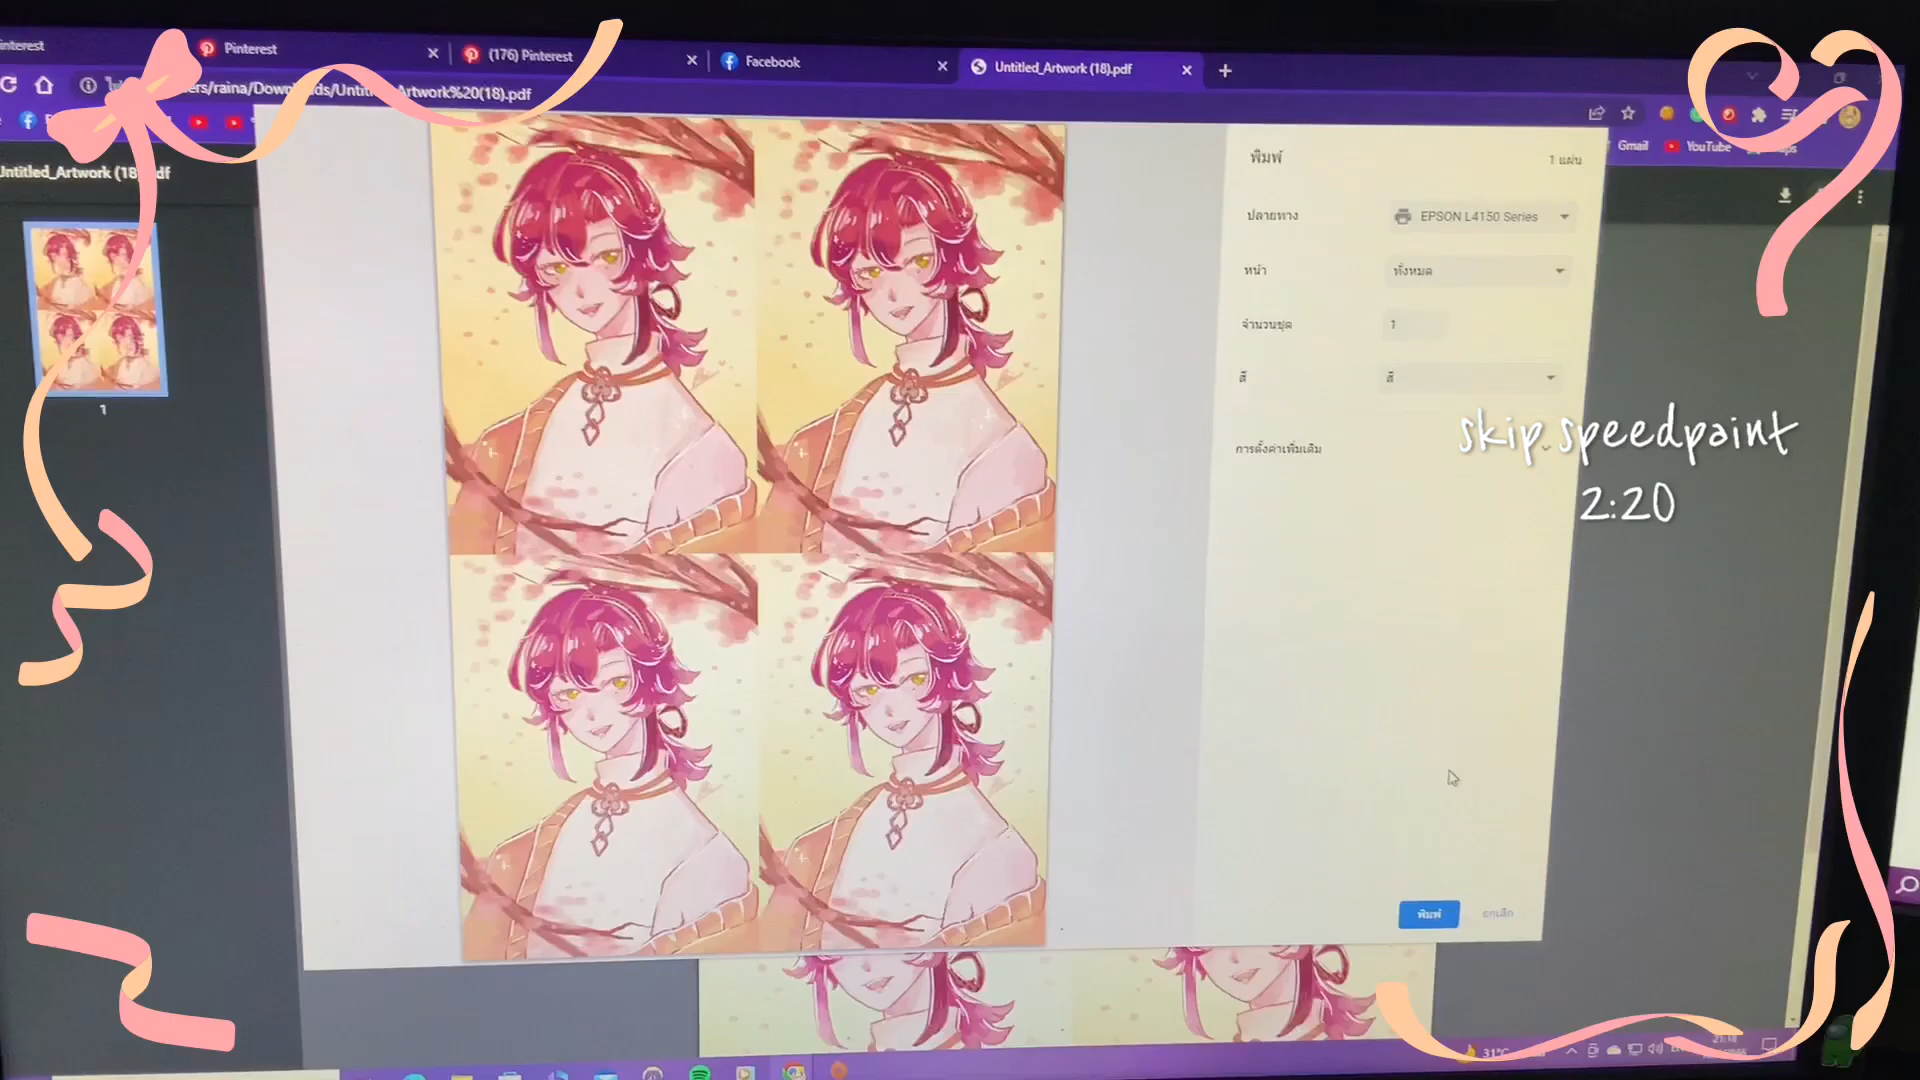 Pinterest
(176) Pinterest
Facebook
Untitled_Artwork (18).pdf
Artwork%20(18).pdf
Gmail
YouTube
1
พิมพ์
1 แผ่น
ปลายทาง
EPSON L4150 Series
หน้า
ทั้งหมด
จำนวนชุด
1
สี
สี
การตั้งค่าเพิ่มเติม
skip speedpaint
2:20
พิมพ์
ยกเลิก
31°C